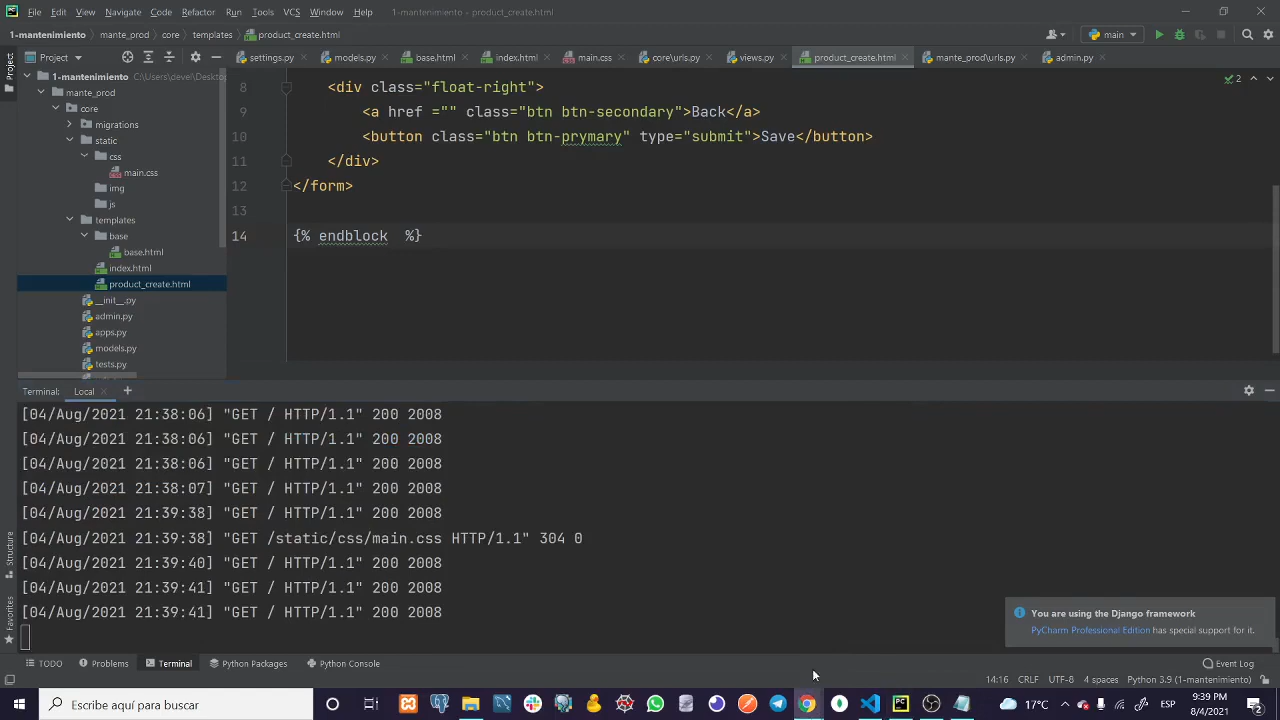 File Edit View Navigate Code Refactor Run Tools VCS Window Help 1-mantenimiento - product_create.html
1-mantenimiento mante_prod core templates product_create.html main
Project settings.py models.py base.html index.html main.css core\urls.py views.py product_create.html mante_prod\urls.py admin.py
Project
1-mantenimiento C:\Users\devel\Deskto
mante_prod
core
migrations
static
css
main.css
img
js
templates
base
base.html
index.html
product_create.html
__init__.py
admin.py
apps.py
models.py
tests.py
2
8 <div class="float-right">
9 <a href ="" class="btn btn-secondary">Back</a>
10 <button class="btn btn-prymary" type="submit">Save</button>
11 </div>
12 </form>
13
14 {% endblock  %}
Terminal: Local
[04/Aug/2021 21:38:06] "GET / HTTP/1.1" 200 2008
[04/Aug/2021 21:38:06] "GET / HTTP/1.1" 200 2008
[04/Aug/2021 21:38:06] "GET / HTTP/1.1" 200 2008
[04/Aug/2021 21:38:07] "GET / HTTP/1.1" 200 2008
[04/Aug/2021 21:39:38] "GET / HTTP/1.1" 200 2008
[04/Aug/2021 21:39:38] "GET /static/css/main.css HTTP/1.1" 304 0
[04/Aug/2021 21:39:40] "GET / HTTP/1.1" 200 2008
[04/Aug/2021 21:39:41] "GET / HTTP/1.1" 200 2008
[04/Aug/2021 21:39:41] "GET / HTTP/1.1" 200 2008
Structure
Favorites
You are using the Django framework
PyCharm Professional Edition has special support for it.
TODO Problems Terminal Python Packages Python Console Event Log
14:16 CRLF UTF-8 4 spaces Python 3.9 (1-mantenimiento)
Escribe aquí para buscar
17°C ESP 9:39 PM
8/4/2021 2